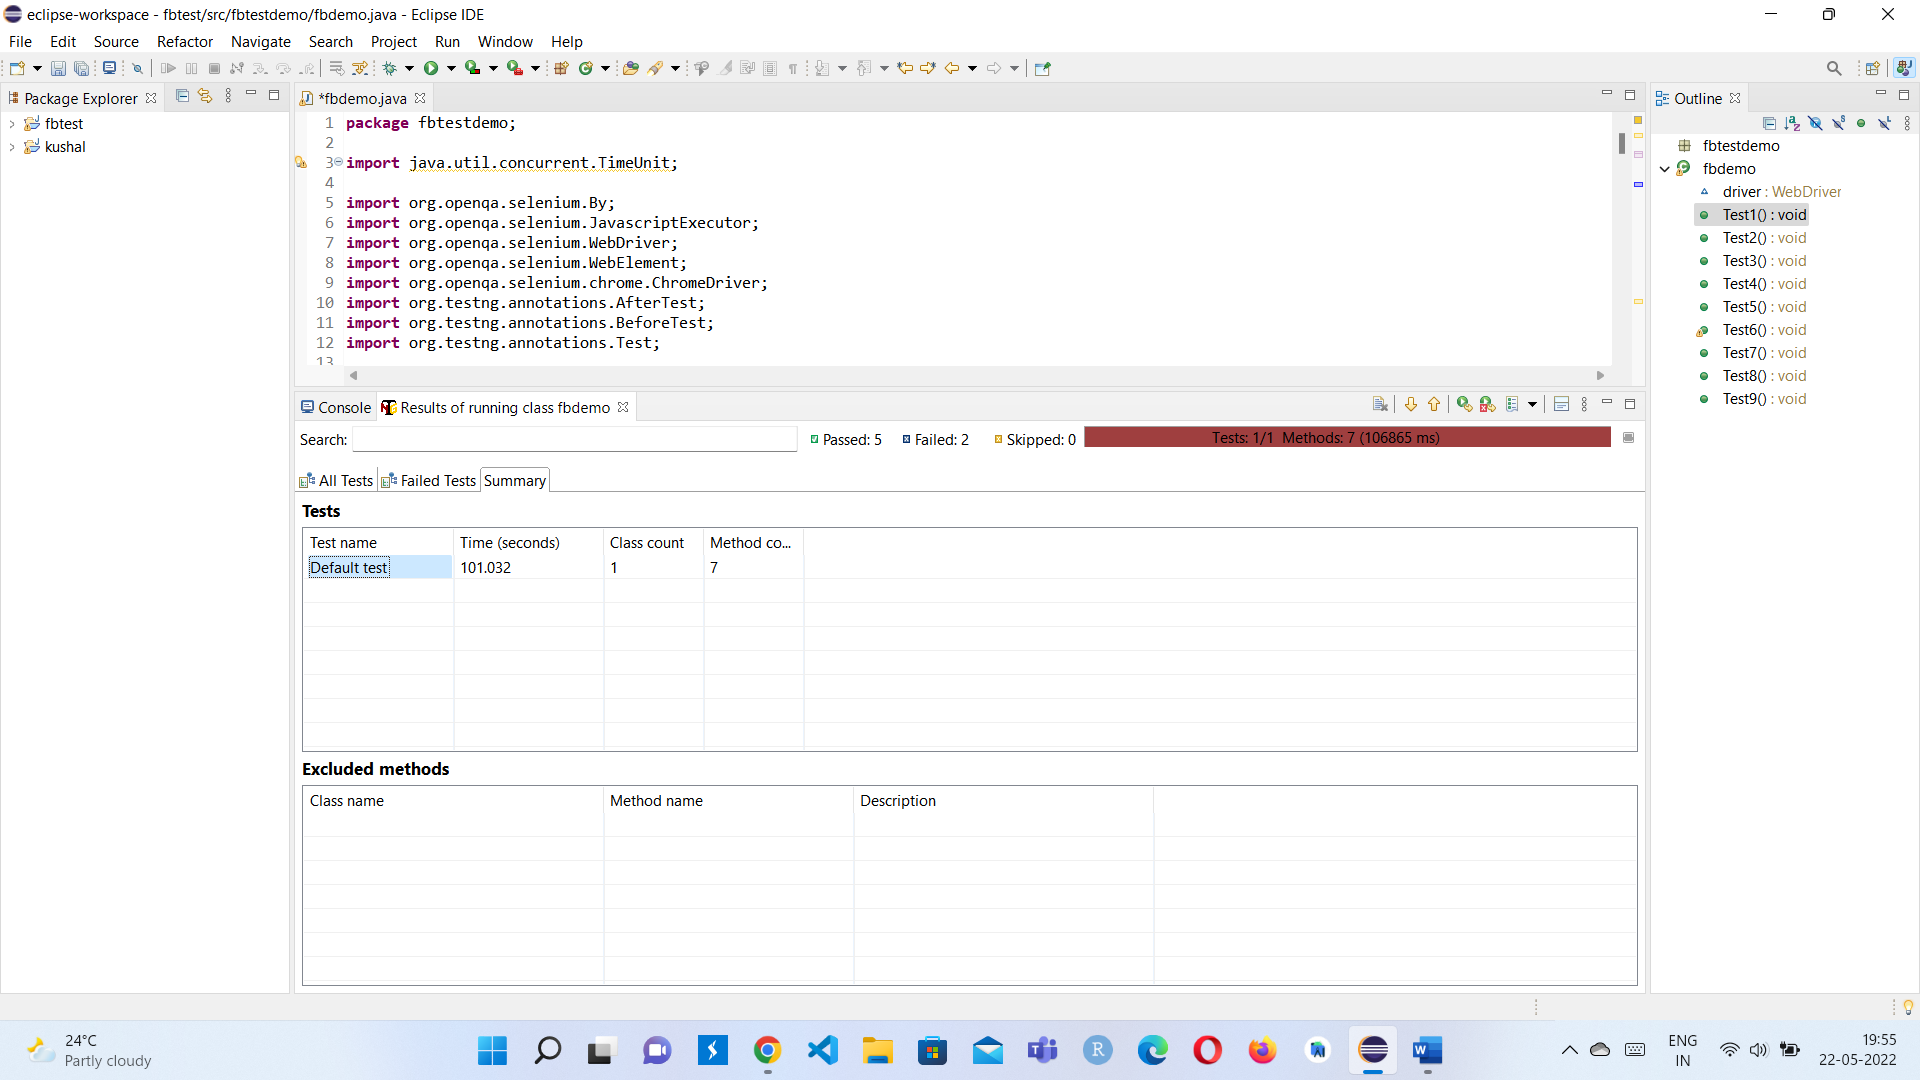 eclipse-workspace - fbtest/src/fbtestdemo/fbdemo.java - Eclipse IDE
File Edit Source Refactor Navigate Search Project Run Window Help
Package Explorer
fbtest
kushal
*fbdemo.java
1 package fbtestdemo;
2
3 import java.util.concurrent.TimeUnit;
4
5 import org.openqa.selenium.By;
6 import org.openqa.selenium.JavascriptExecutor;
7 import org.openqa.selenium.WebDriver;
8 import org.openqa.selenium.WebElement;
9 import org.openqa.selenium.chrome.ChromeDriver;
10 import org.testng.annotations.AfterTest;
11 import org.testng.annotations.BeforeTest;
12 import org.testng.annotations.Test;
13
Console Results of running class fbdemo
Search: Passed: 5 Failed: 2 Skipped: 0 Tests: 1/1 Methods: 7 (106865 ms)
All Tests Failed Tests Summary
Tests
Test name Time (seconds) Class count Method co...
Default test 101.032 1 7
Excluded methods
Class name Method name Description
Outline
fbtestdemo
fbdemo
driver : WebDriver
Test1() : void
Test2() : void
Test3() : void
Test4() : void
Test5() : void
Test6() : void
Test7() : void
Test8() : void
Test9() : void
24°C
Partly cloudy
ENG
IN
19:55
22-05-2022